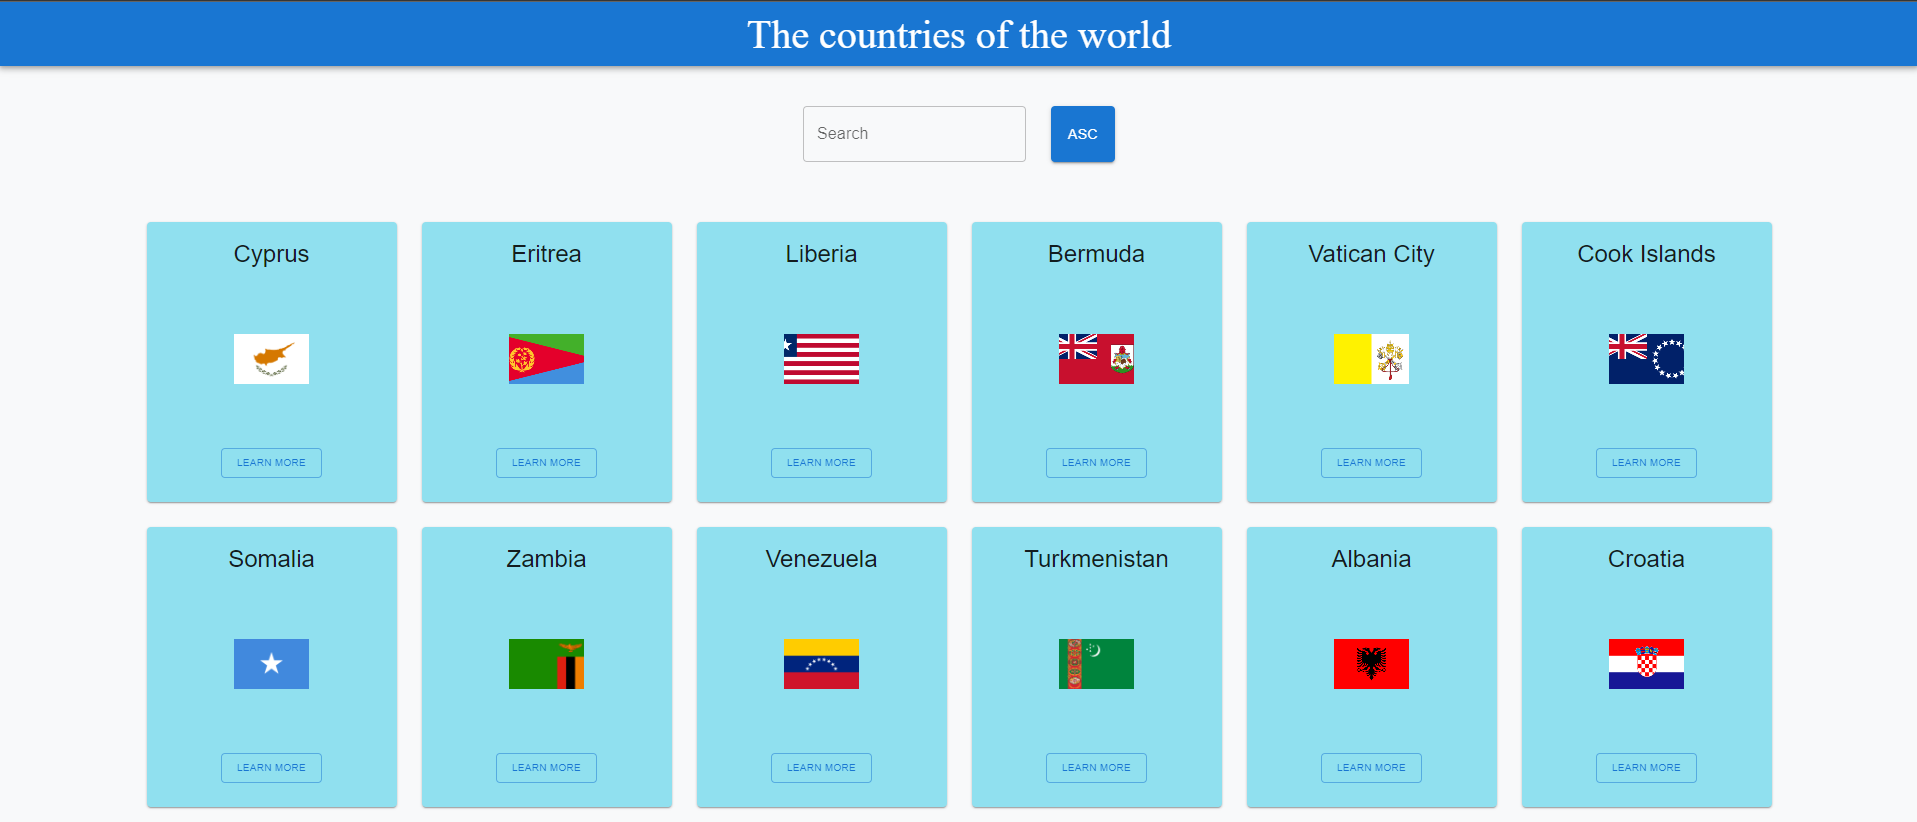 The countries of the world
Search
ASC
Cyprus
Eritrea
Liberia
Bermuda
Vatican City
Cook Islands
LEARN MORE
LEARN MORE
LEARN MORE
LEARN MORE
LEARN MORE
LEARN MORE
Somalia
Zambia
Venezuela
Turkmenistan
Albania
Croatia
LEARN MORE
LEARN MORE
LEARN MORE
LEARN MORE
LEARN MORE
LEARN MORE